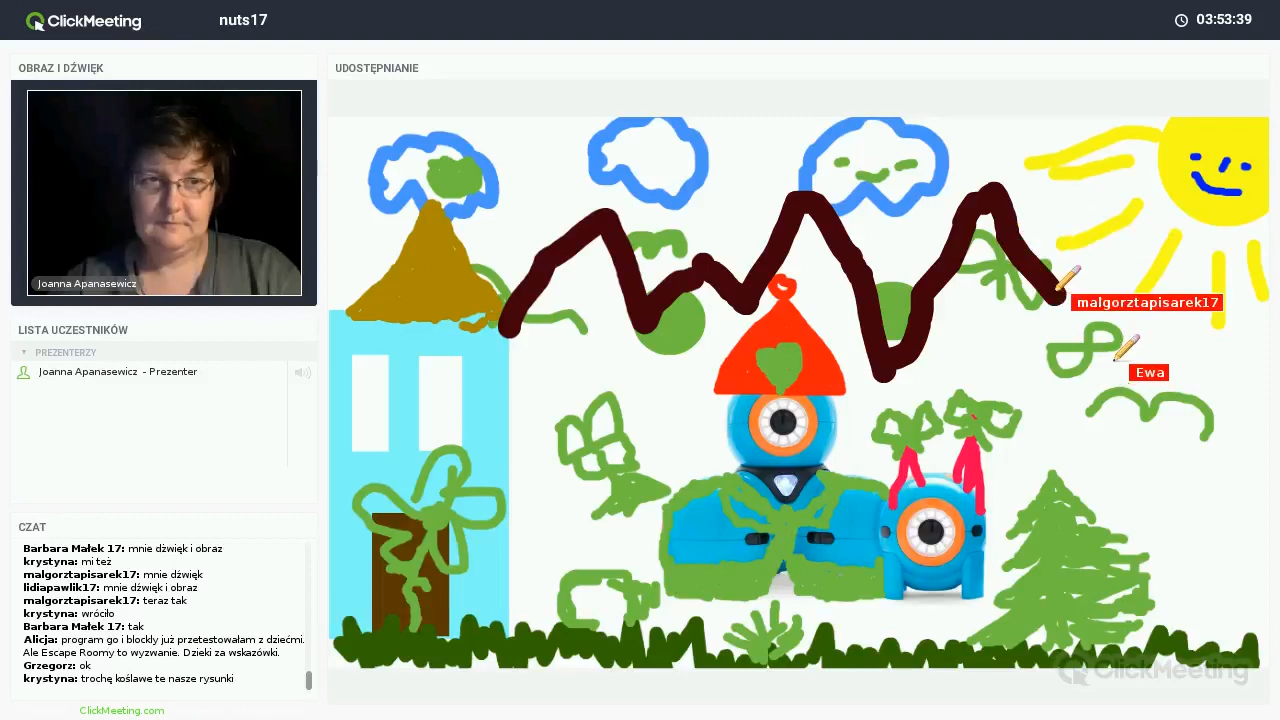 ClickMeeting
nuts17
03:53:39
OBRAZ I DŹWIĘK
UDOSTĘPNIANIE
Joanna Apanasewicz
LISTA UCZESTNIKÓW
PREZENTERZY
Joanna Apanasewicz - Prezenter
CZAT
Barbara Małek 17: mnie dżwięk i obraz
krystyna: mi też
malgorztapisarek17: mnie dźwięk
lidiapawlik17: mnie dźwięk i obraz
malgorztapisarek17: teraz tak
krystyna: wróciło
Barbara Małek 17: tak
Alicja: program go i blockly już przetestowałam z dziećmi.
Ale Escape Roomy to wyzwanie. Dzieki za wskazówki.
Grzegorz: ok
krystyna: trochę koślawe te nasze rysunki
ClickMeeting.com
malgorztapisarek17
Ewa
ClickMeeting